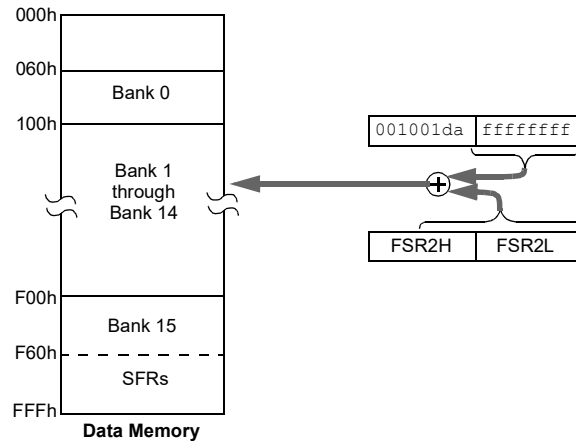 000h
060h
Bank 0
100h
001001da ffffffff
Bank 1
through
Bank 14
FSR2H FSR2L
F00h
Bank 15
F60h
SFRs
FFFh
Data Memory